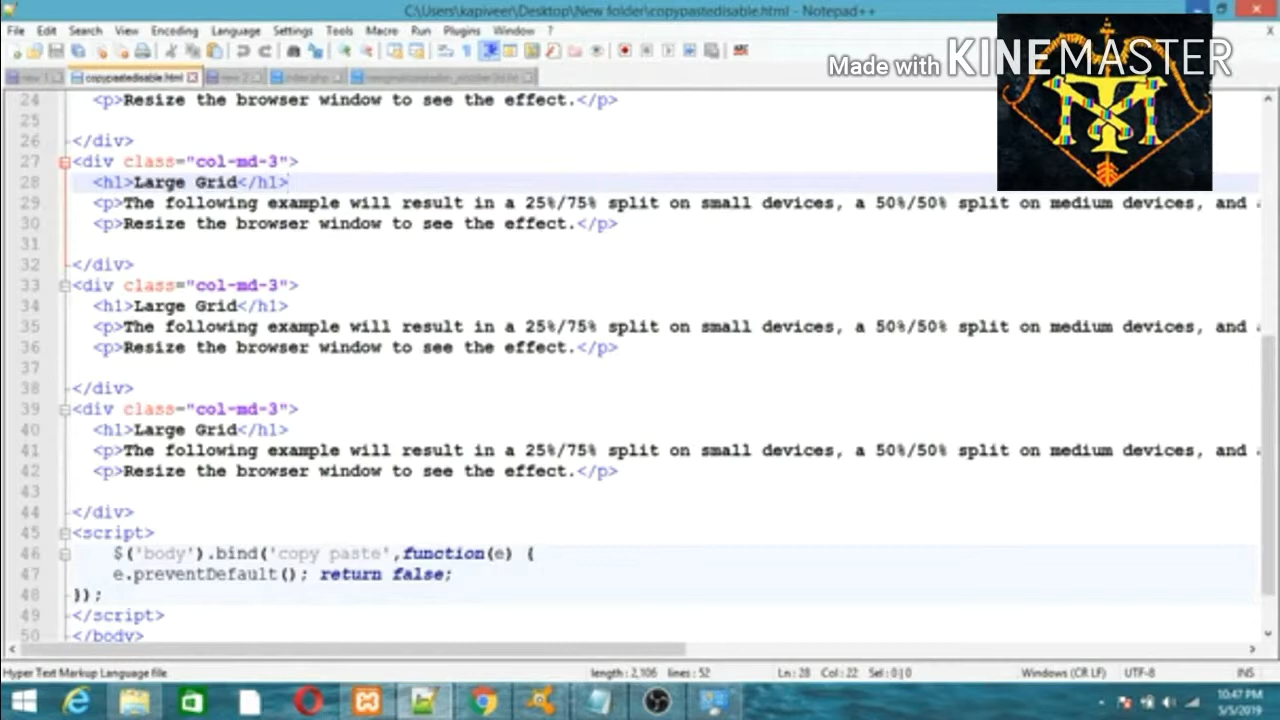 C:\Users\kapiveer\Desktop\New folder\copypastedisable.html - Notepad++
File Edit Search View Encoding Language Settings Tools Macro Run Plugins Window ?
Made with KINEMASTER
new 1 copypastedisable.html new 2 index.php
24 <p>Resize the browser window to see the effect.</p>
25
26 </div>
27 <div class="col-md-3">
28 <h1>Large Grid</h1>
29 <p>The following example will result in a 25%/75% split on small devices, a 50%/50% split on medium devices, and
30 <p>Resize the browser window to see the effect.</p>
31
32 </div>
33 <div class="col-md-3">
34 <h1>Large Grid</h1>
35 <p>The following example will result in a 25%/75% split on small devices, a 50%/50% split on medium devices, and
36 <p>Resize the browser window to see the effect.</p>
37
38 </div>
39 <div class="col-md-3">
40 <h1>Large Grid</h1>
41 <p>The following example will result in a 25%/75% split on small devices, a 50%/50% split on medium devices, and
42 <p>Resize the browser window to see the effect.</p>
43
44 </div>
45 <script>
46 $('body').bind('copy paste',function(e) {
47 e.preventDefault(); return false;
48 });
49 </script>
50 </body>
Hyper Text Markup Language file length : 2,106 lines : 52 Ln : 28 Col : 22 Sel : 0 | 0 Windows (CR LF) UTF-8 INS
10:47 PM
5/5/2019